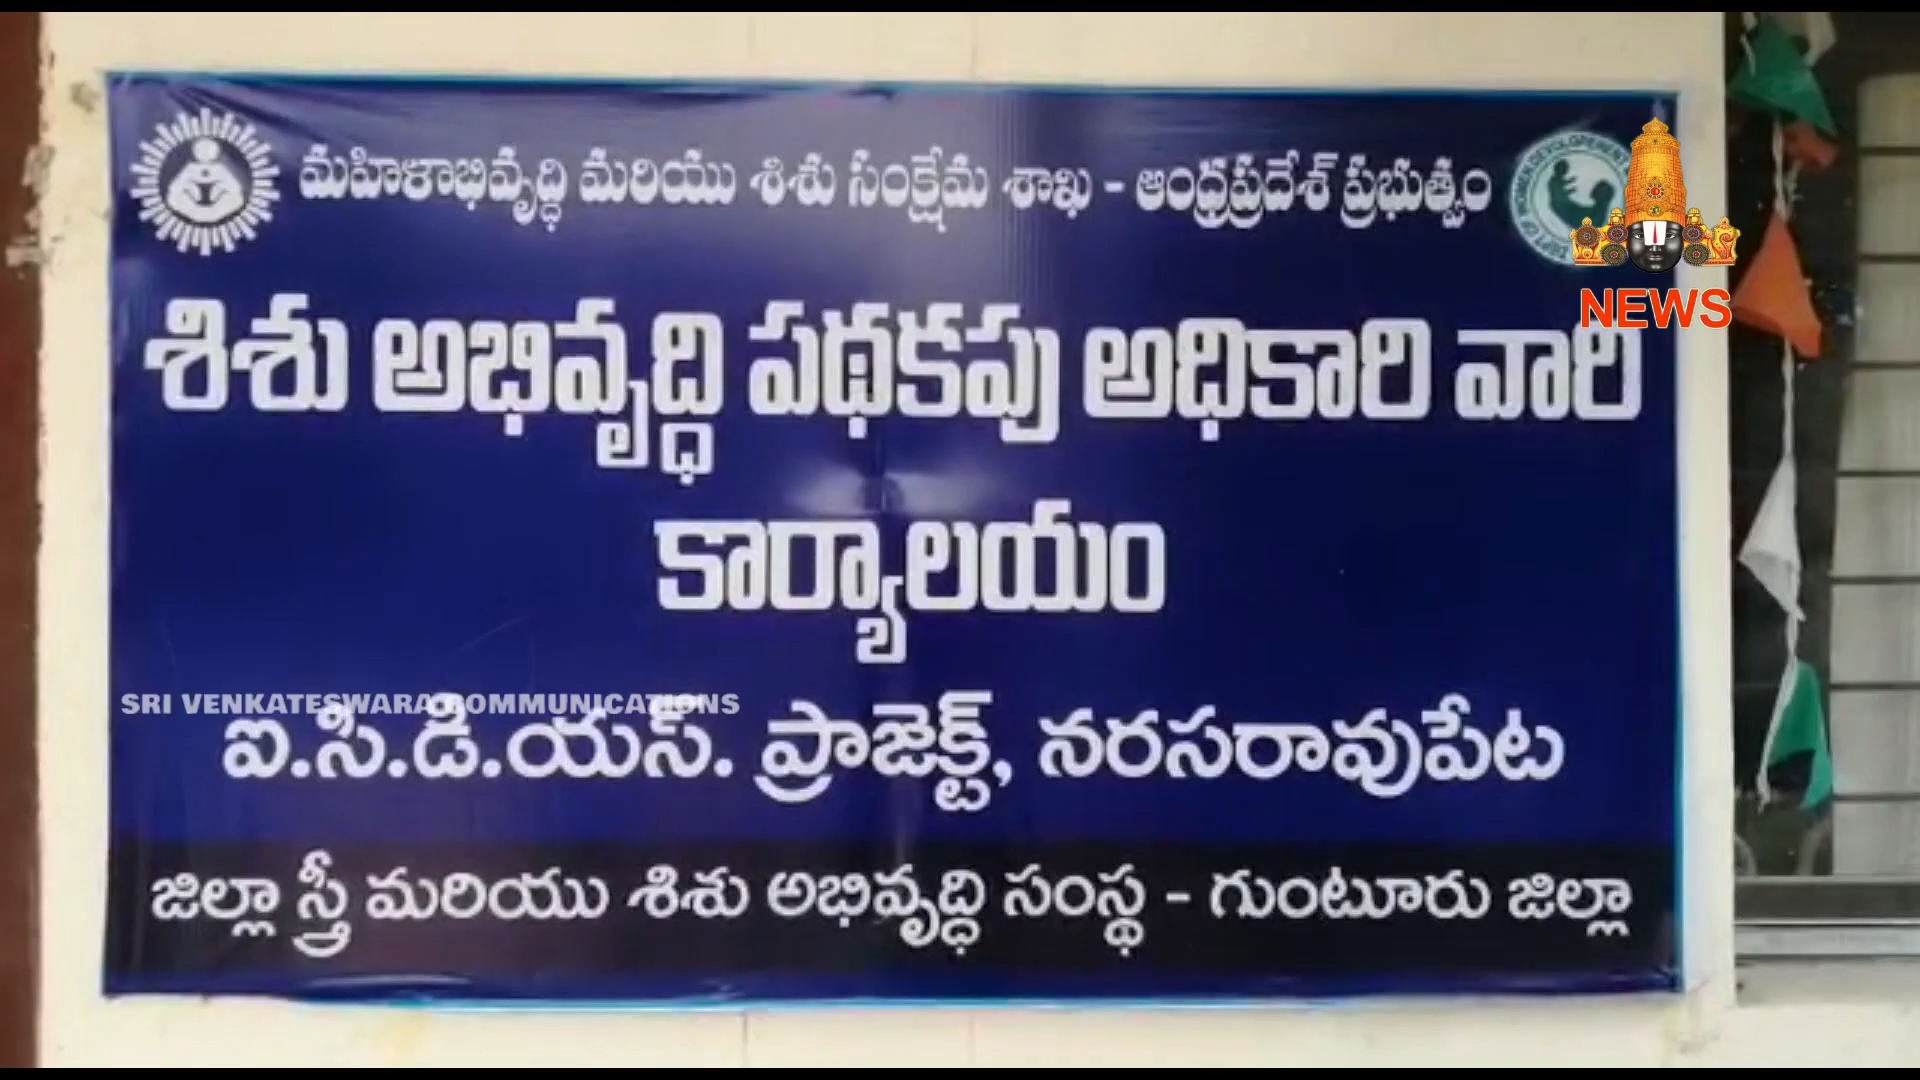 మహిళాభివృద్ధి మరియు శిశు సంక్షేమ శాఖ - ఆంధ్రప్రదేశ్ ప్రభుత్వం
NEWS
శిశు అభివృద్ధి పథకపు అధికారి వారి
కార్యాలయం
SRI VENKATESWARA COMMUNICATIONS
ఐ.సి.డి.యస్. ప్రాజెక్ట్, నరసరావుపేట
జిల్లా స్త్రీ మరియు శిశు అభివృద్ధి సంస్థ - గుంటూరు జిల్లా